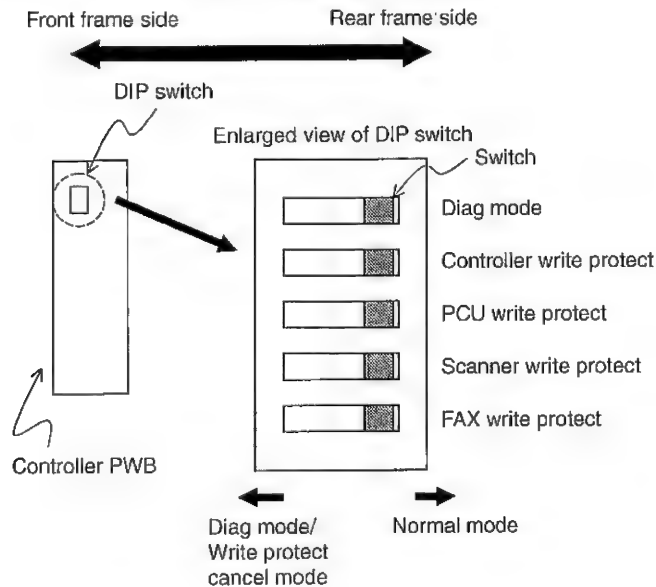 Front frame side
Rear frame side
DIP switch
Enlarged view of DIP switch
Switch
Diag mode
Controller write protect
PCU write protect
Scanner write protect
FAX write protect
Controller PWB
Diag mode/
Write protect
cancel mode
Normal mode